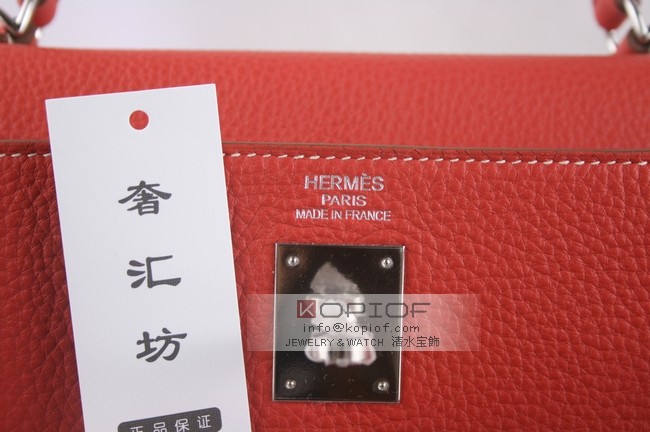 奢
汇
坊
正品保证
HERMÈS
PARIS
MADE IN FRANCE
KOPIOF
info@kopiof.com
JEWELRY & WATCH 清水宝飾